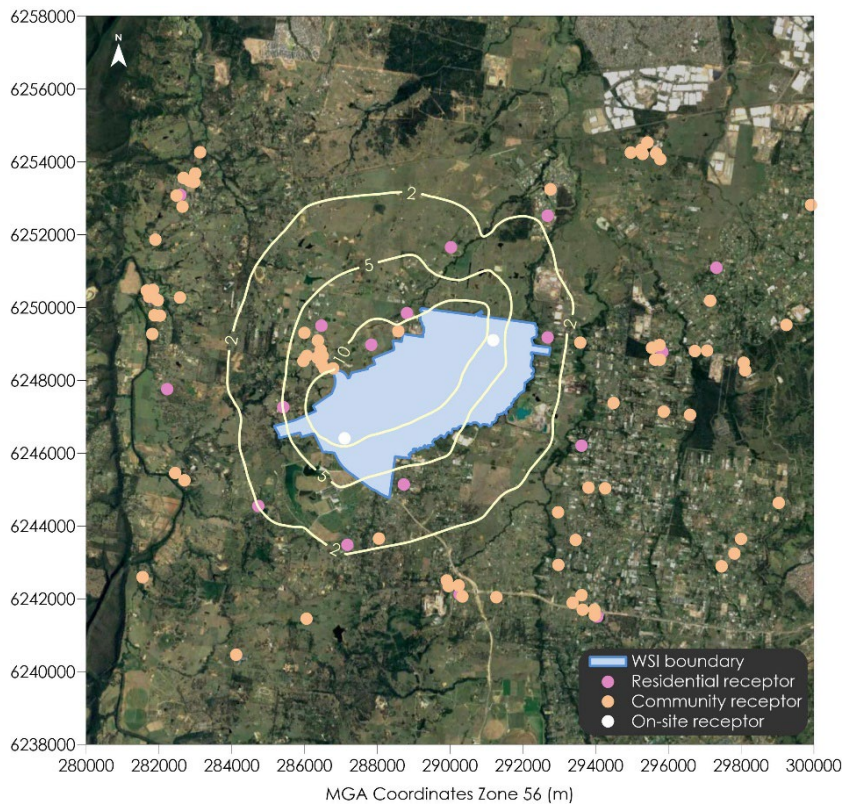 6258000
N
6256000
6254000
2
6252000
5
6250000
2
2
10
6248000
6246000
5
6244000
2
6242000
WSI boundary
Residential receptor
6240000
Community receptor
On-site receptor
6238000
280000 282000 284000 286000 288000 290000 292000 294000 296000 298000 300000
MGA Coordinates Zone 56 (m)